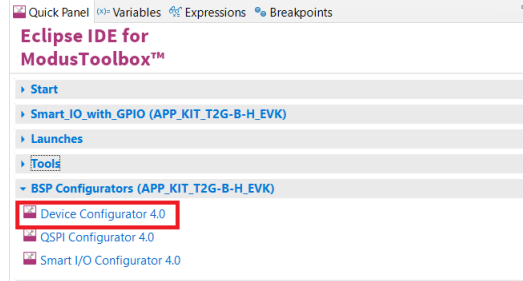 Quick Panel (x)= Variables Expressions Breakpoints
Eclipse IDE for
ModusToolbox™
Start
Smart_IO_with_GPIO (APP_KIT_T2G-B-H_EVK)
Launches
Tools
BSP Configurators (APP_KIT_T2G-B-H_EVK)
Device Configurator 4.0
QSPI Configurator 4.0
Smart I/O Configurator 4.0